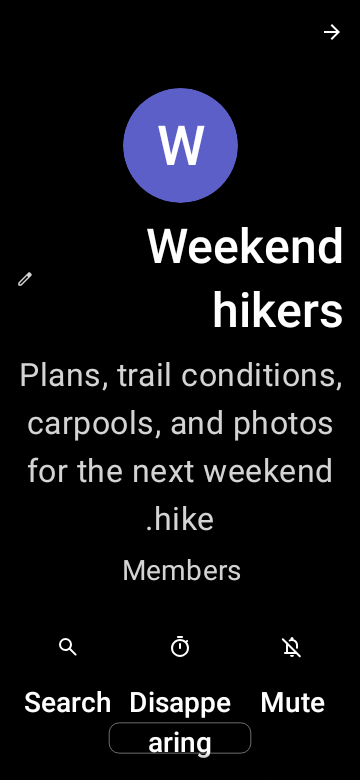 W
Weekend
hikers
Plans, trail conditions,
carpools, and photos
for the next weekend
.hike
Members
Search
Disappe
aring
Mute